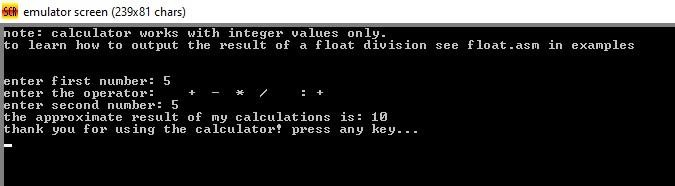 SCR emulator screen (239x81 chars)
note: calculator works with integer values only.
to learn how to output the result of a float division see float.asm in examples
enter first number: 5
enter the operator: + - * / : +
enter second number: 5
the approximate result of my calculations is: 10
thank you for using the calculator! press any key...